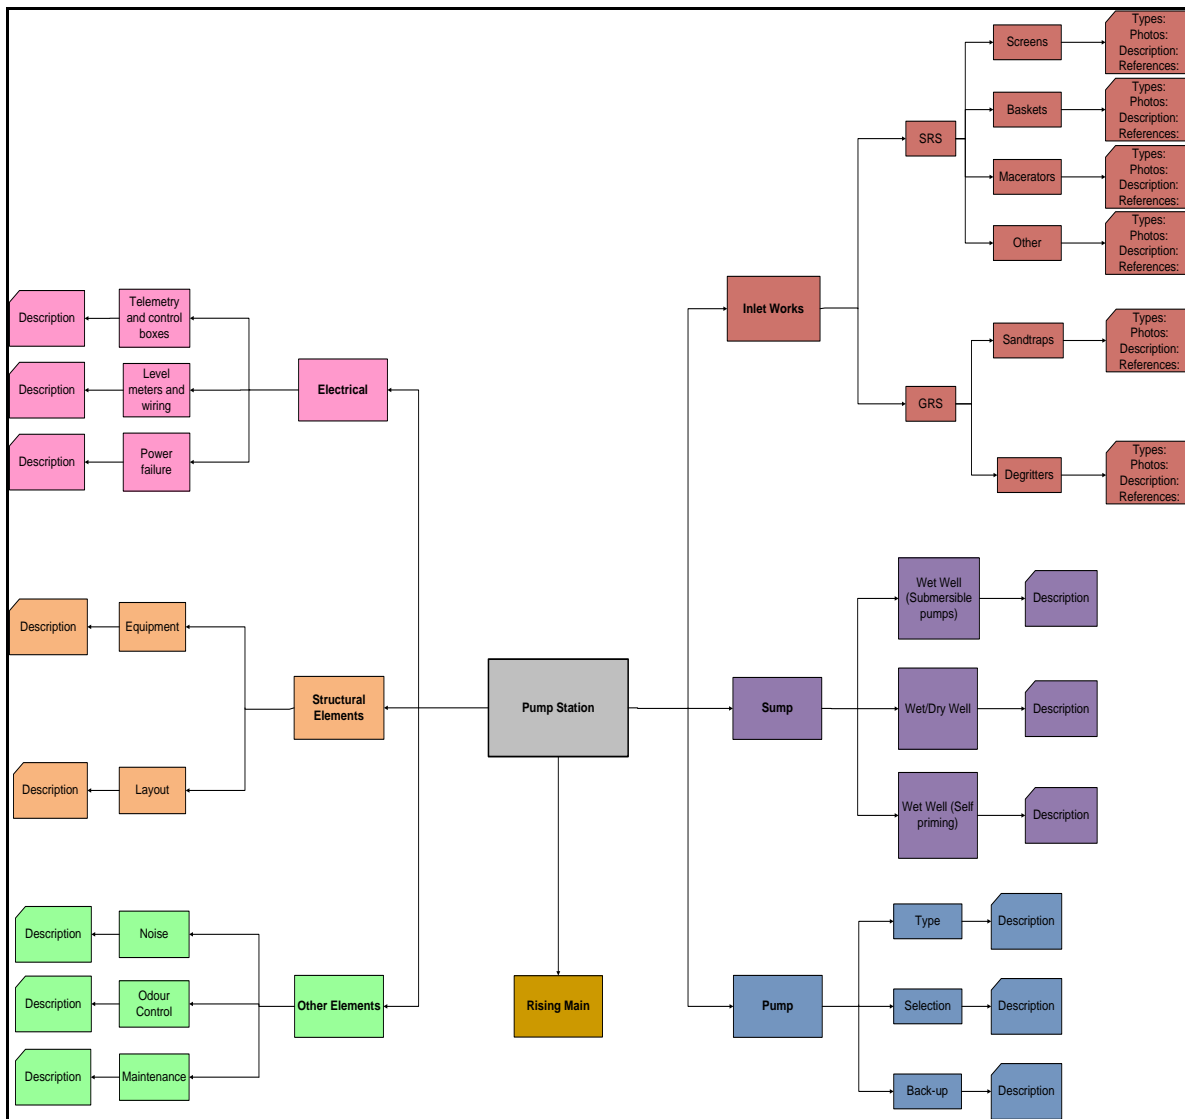 Types:
Photos:
Description:
References:
Screens
Types:
Photos:
Description:
References:
Baskets
SRS
Types:
Photos:
Description:
References:
Macerators
Types:
Photos:
Description:
References:
Other
Inlet Works
Types:
Photos:
Description:
References:
Sandtraps
GRS
Types:
Photos:
Description:
References:
Degritters
Description
Telemetry
and control
boxes
Description
Level
meters and
wiring
Electrical
Description
Power
failure
Wet Well
(Submersible
pumps)
Description
Description
Equipment
Structural
Elements
Pump Station
Sump
Wet/Dry Well
Description
Description
Layout
Wet Well (Self
priming)
Description
Description
Noise
Type
Description
Description
Odour
Control
Other Elements
Rising Main
Pump
Selection
Description
Description
Maintenance
Back-up
Description